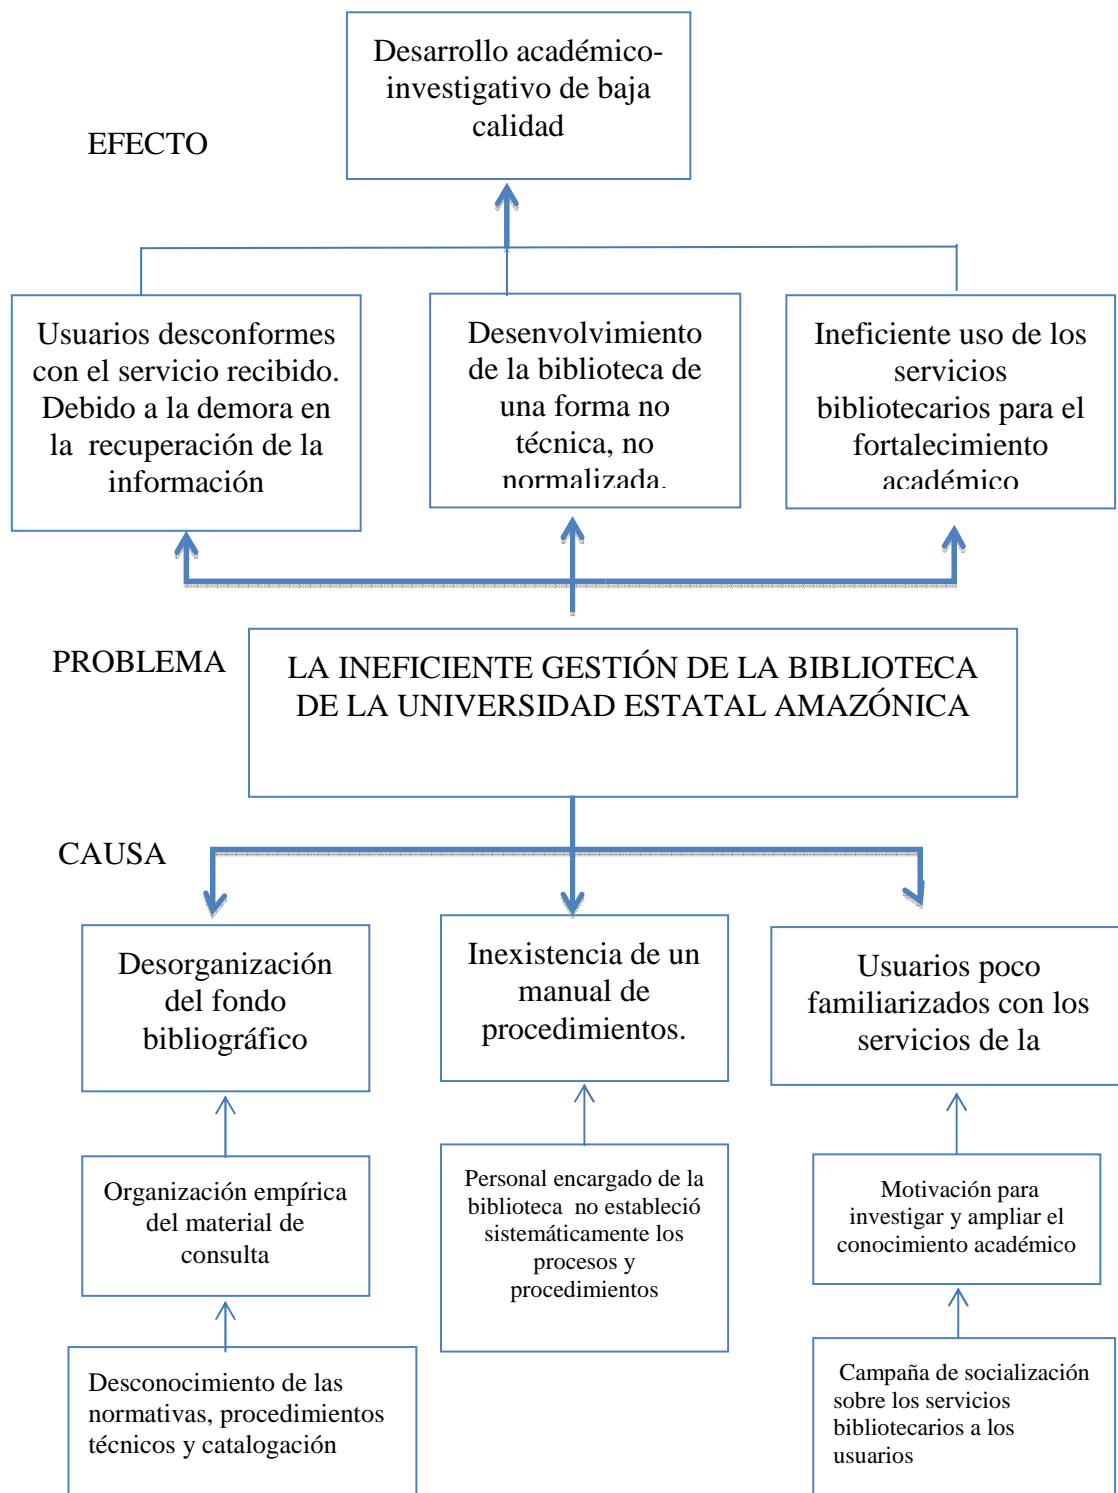 Desarrollo académico-
investigativo de baja
calidad
EFECTO
Usuarios desconformes
con el servicio recibido.
Debido a la demora en
la recuperación de la
información
Desenvolvimiento
de la biblioteca de
una forma no
técnica, no
normalizada.
Ineficiente uso de los
servicios
bibliotecarios para el
fortalecimiento
académico
PROBLEMA
LA INEFICIENTE GESTIÓN DE LA BIBLIOTECA
DE LA UNIVERSIDAD ESTATAL AMAZÓNICA
CAUSA
Desorganización
del fondo
bibliográfico
Inexistencia de un
manual de
procedimientos.
Usuarios poco
familiarizados con los
servicios de la
Organización empírica
del material de
consulta
Personal encargado de la
biblioteca no estableció
sistemáticamente los
procesos y
procedimientos
Motivación para
investigar y ampliar el
conocimiento académico
Desconocimiento de las
normativas, procedimientos
técnicos y catalogación
Campaña de socialización
sobre los servicios
bibliotecarios a los
usuarios